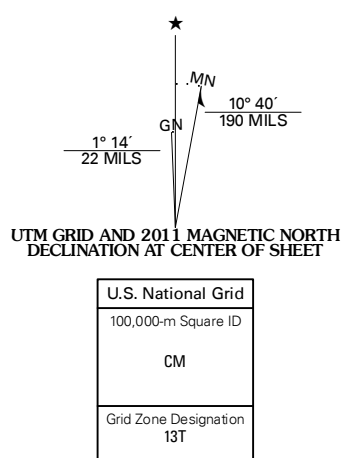 ★
MN
GN
10° 40´
190 MILS
1° 14´
22 MILS
UTM GRID AND 2011 MAGNETIC NORTH
DECLINATION AT CENTER OF SHEET
U.S. National Grid
100,000-m Square ID
CM
Grid Zone Designation
13T